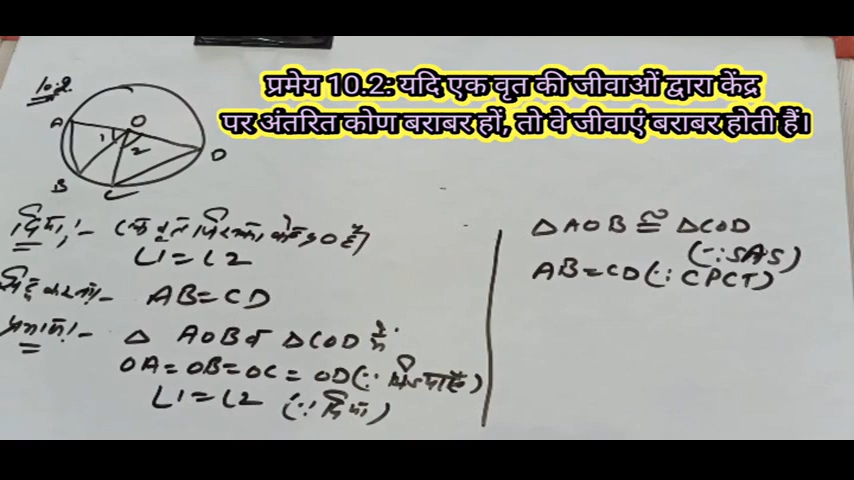 प्रमेय 10.2: यदि एक वृत की जीवाओं द्वारा केंद्र
पर अंतरित कोण बराबर हों, तो वे जीवाएं बराबर होती हैं।
10.2
A
O
1
2
D
B
C
दिया:-
∠1=∠2
सिद्ध करना:- AB=CD
प्रमाण:- △ AOB व △COD में
OA=OB=OC=OD(∵ )
∠1=∠2 (∵ दिया)
△AOB≅△COD
(∵SAS)
AB=CD(∵CPCT)